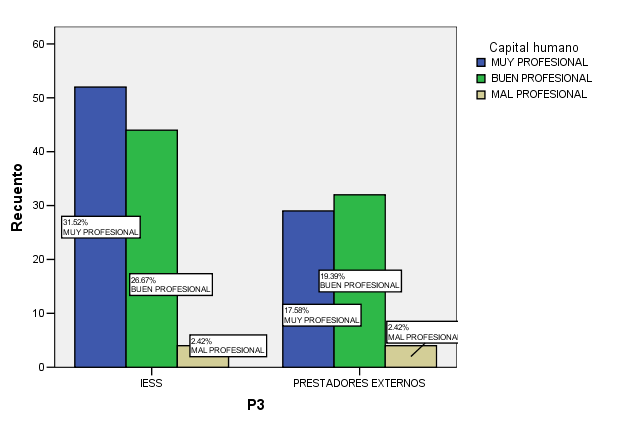 Capital humano
MUY PROFESIONAL
BUEN PROFESIONAL
MAL PROFESIONAL
Recuento
60
50
40
30
20
10
0
31.52%
MUY PROFESIONAL
26.67%
BUEN PROFESIONAL
2.42%
MAL PROFESIONAL
17.58%
MUY PROFESIONAL
19.39%
BUEN PROFESIONAL
2.42%
MAL PROFESIONAL
IESS
PRESTADORES EXTERNOS
P3